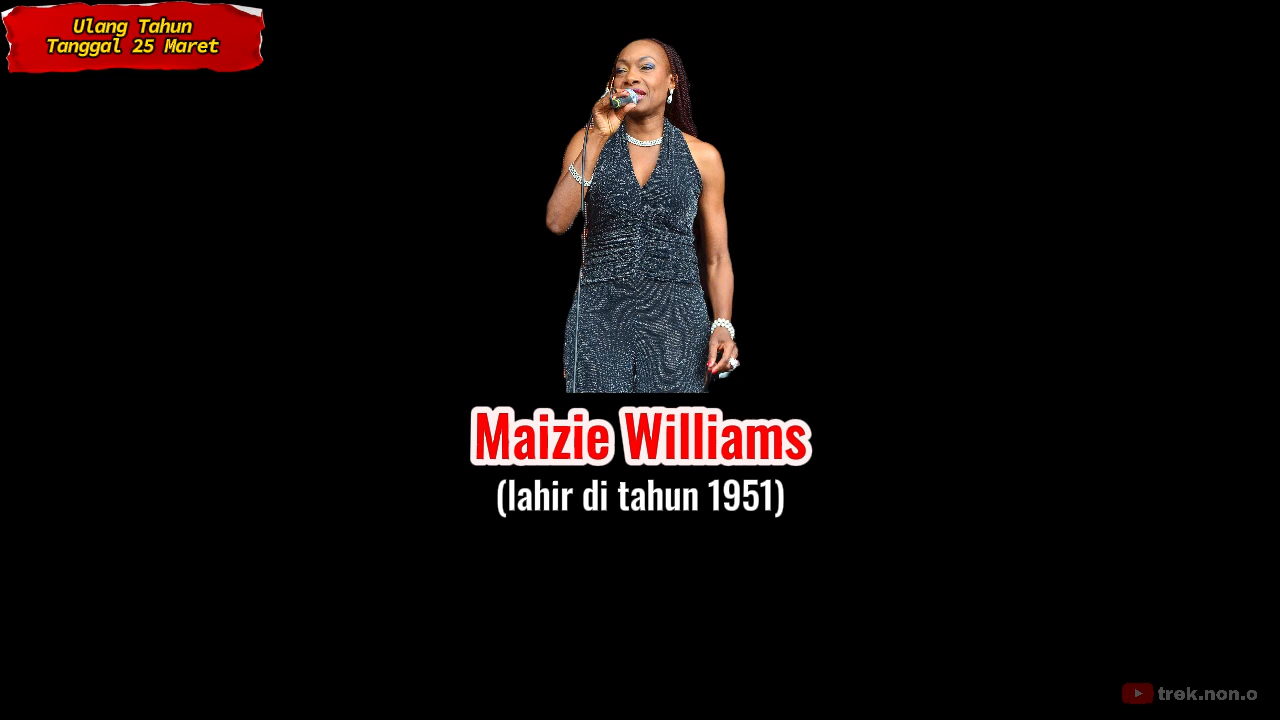 Ulang Tahun
Tanggal 25 Maret
Maizie Williams
(lahir di tahun 1951)
trek.non.o